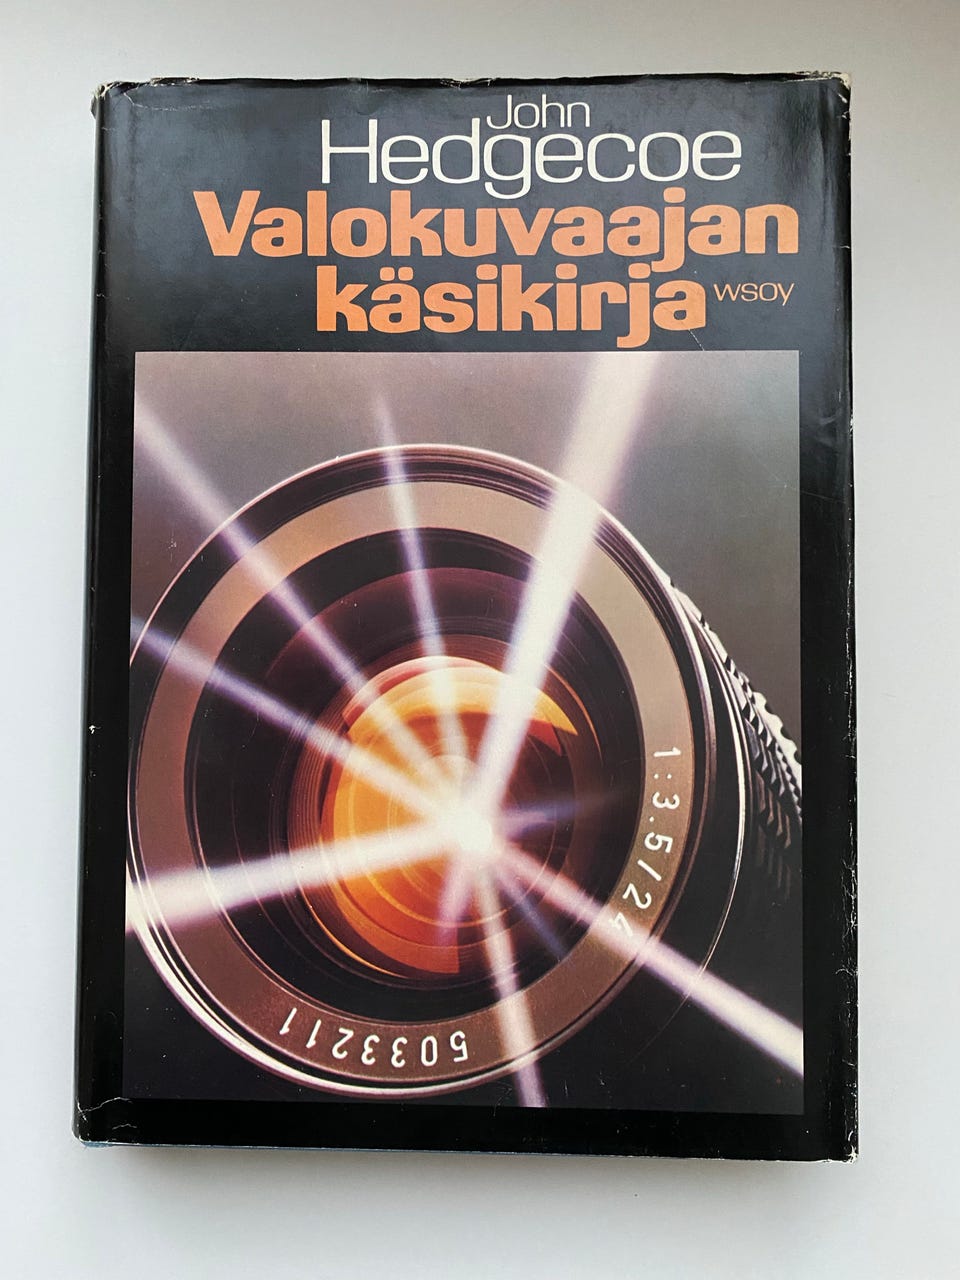 John
Hedgecoe
Valokuvaajan
käsikirja wsoy
1:3.5/24
5033211